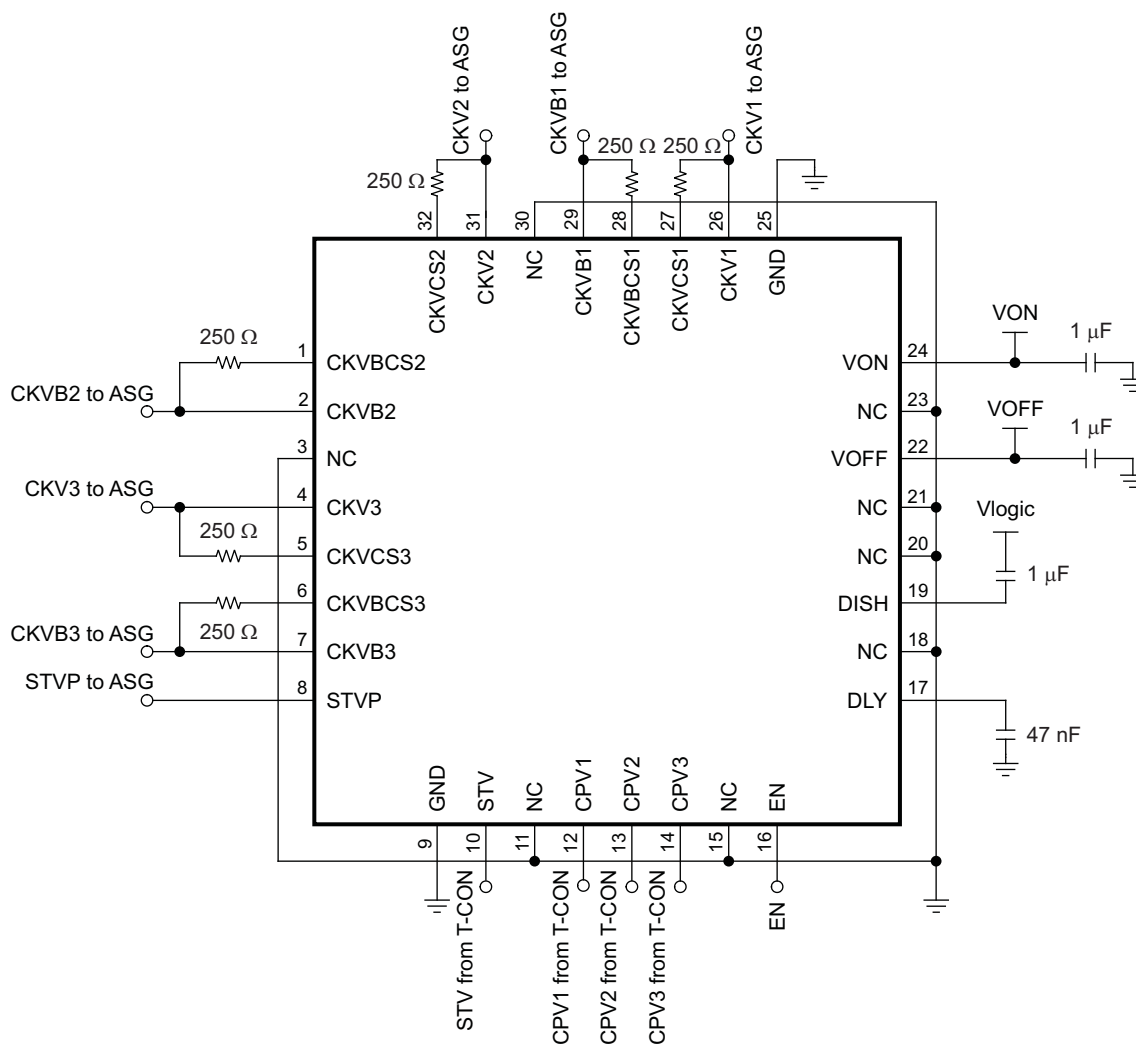 CKV2 to ASG
CKVB1 to ASG
CKV1 to ASG
250 Ω
250 Ω
250 Ω
32
31
30
29
28
27
26
25
CKVCS2
CKV2
NC
CKVB1
CKVBCS1
CKVCS1
CKV1
GND
250 Ω
1
CKVBCS2
CKVB2 to ASG
2
CKVB2
3
NC
CKV3 to ASG
4
CKV3
250 Ω
5
CKVCS3
6
CKVBCS3
CKVB3 to ASG
250 Ω
7
CKVB3
STVP to ASG
8
STVP
VON
1 μF
VON
24
NC
23
VOFF
1 μF
VOFF
22
NC
21
Vlogic
NC
20
1 μF
DISH
19
NC
18
DLY
17
47 nF
GND
STV
NC
CPV1
CPV2
CPV3
NC
EN
9
10
11
12
13
14
15
16
STV from T-CON
CPV1 from T-CON
CPV2 from T-CON
CPV3 from T-CON
EN